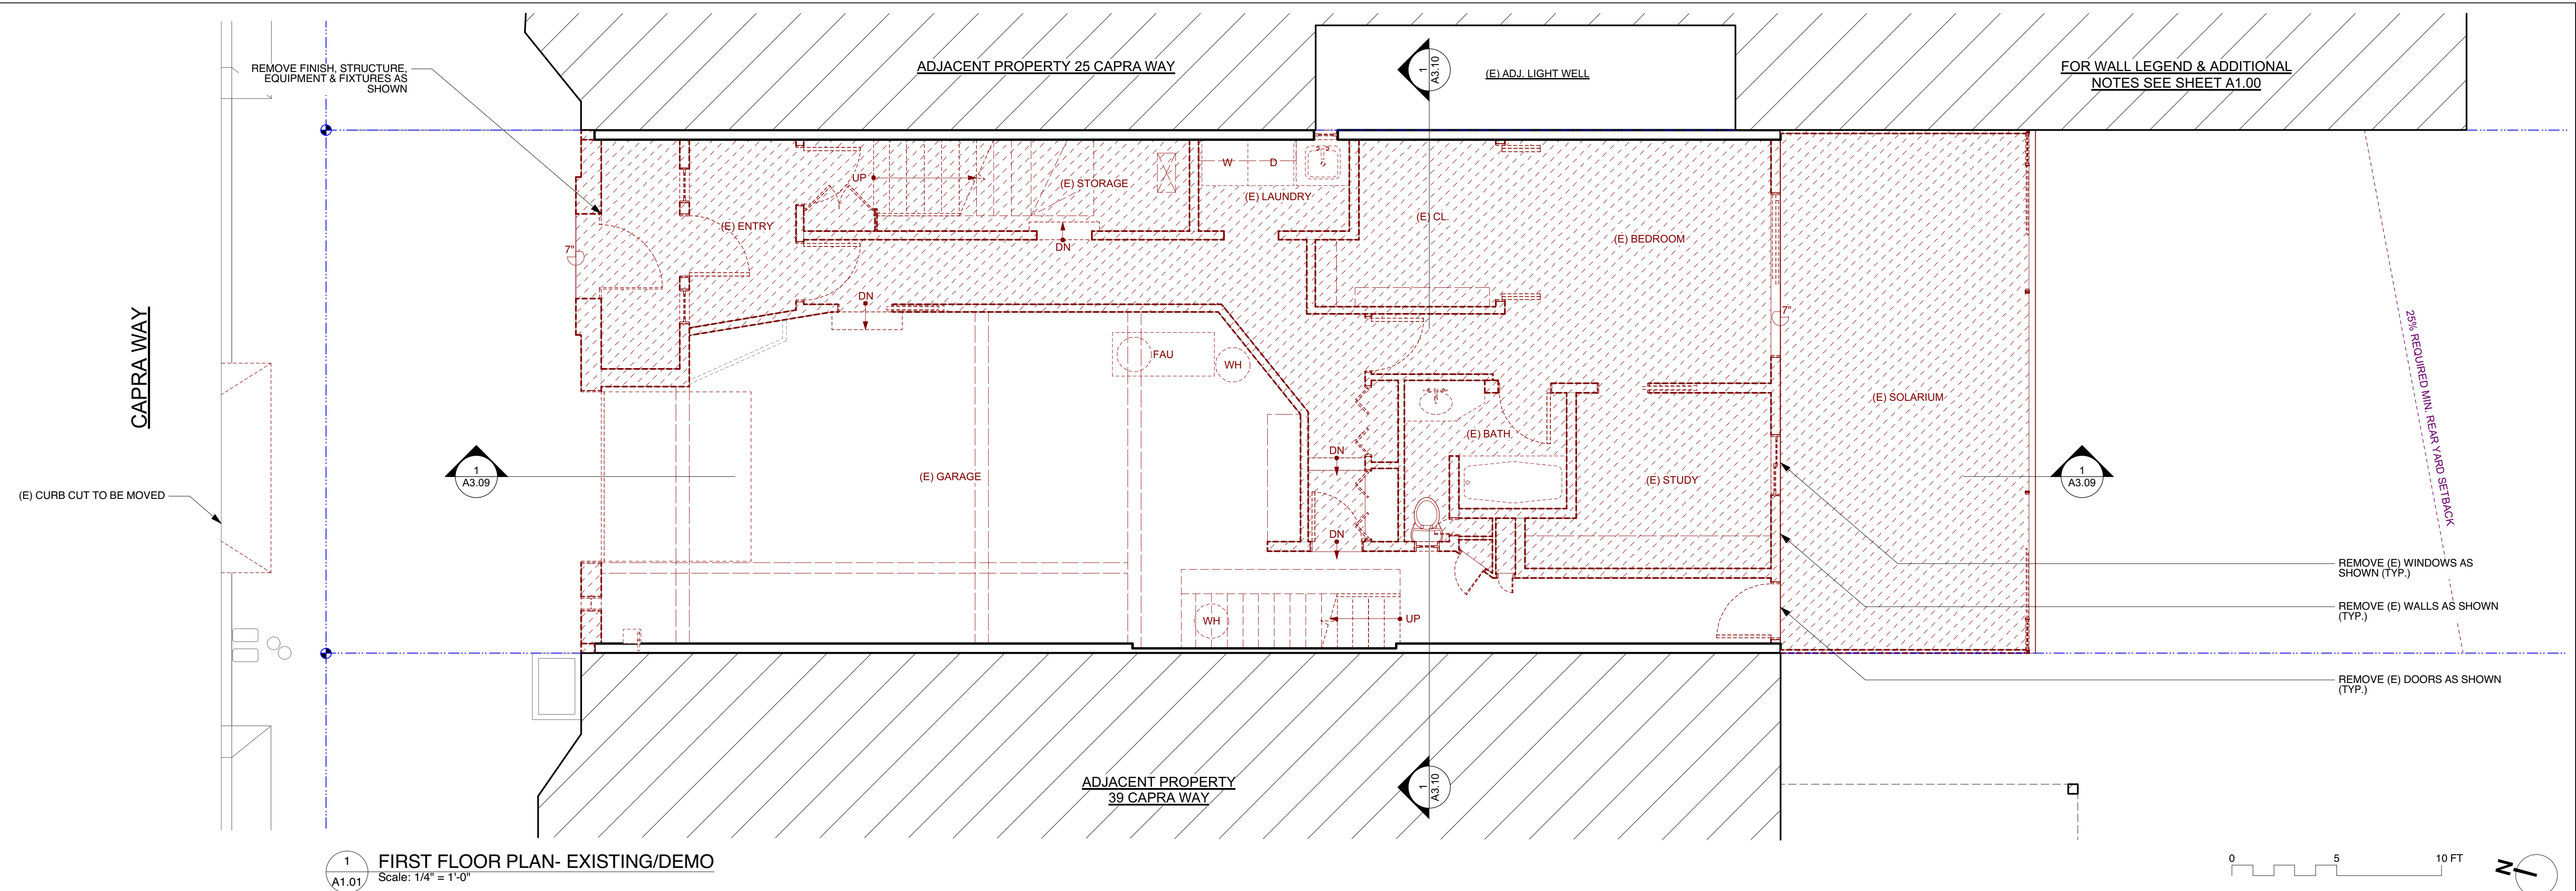 REMOVE FINISH, STRUCTURE,
EQUIPMENT & FIXTURES AS
SHOWN
ADJACENT PROPERTY 25 CAPRA WAY
1
A3.10
(E) ADJ. LIGHT WELL
FOR WALL LEGEND & ADDITIONAL
NOTES SEE SHEET A1.00
W
D
UP
(E) STORAGE
(E) LAUNDRY
(E) CL.
(E) ENTRY
(E) BEDROOM
DN
7"
DN
7"
CAPRA WAY
FAU
WH
25% REQUIRED MIN. REAR YARD SETBACK
(E) SOLARIUM
(E) BATH
DN
1
A3.09
(E) GARAGE
(E) STUDY
1
A3.09
(E) CURB CUT TO BE MOVED
DN
REMOVE (E) WINDOWS AS
SHOWN (TYP.)
REMOVE (E) WALLS AS SHOWN
(TYP.)
WH
UP
REMOVE (E) DOORS AS SHOWN
(TYP.)
ADJACENT PROPERTY
39 CAPRA WAY
1
A3.10
1
A1.01
FIRST FLOOR PLAN- EXISTING/DEMO
Scale: 1/4" = 1'-0"
0
5
10 FT
N